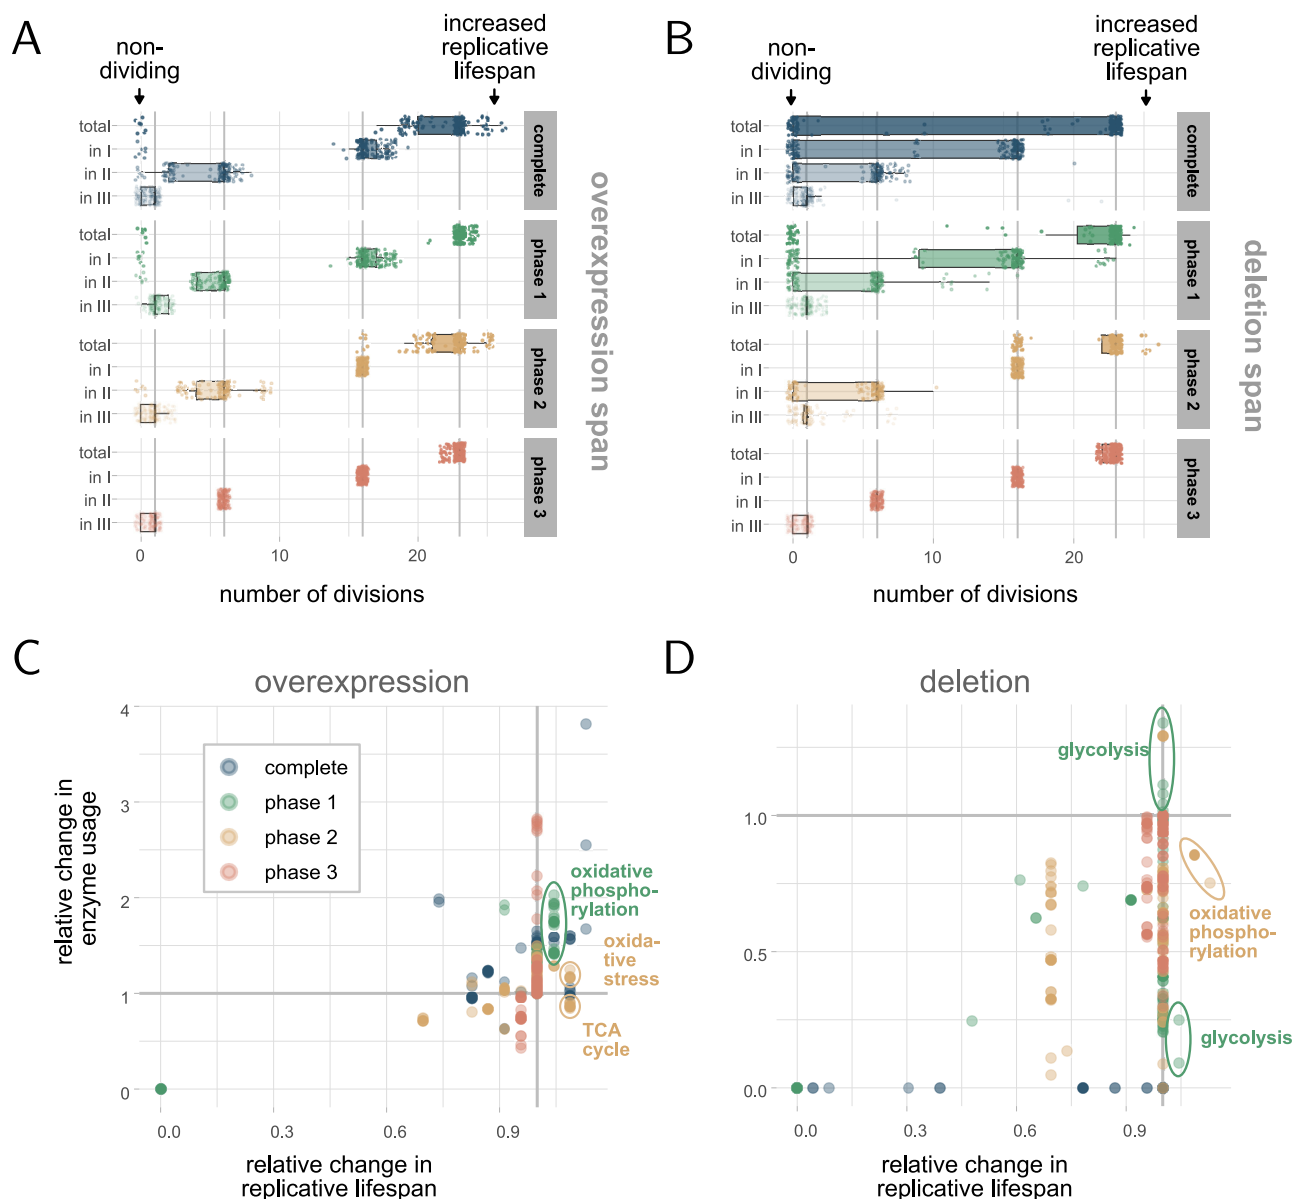 A
non-
dividing
increased
replicative
lifespan
total
in I
in II
in III
complete
total
in I
in II
in III
phase 1
total
in I
in II
in III
phase 2
total
in I
in II
in III
phase 3
overexpression span
0
10
20
number of divisions
B
non-
dividing
increased
replicative
lifespan
total
in I
in II
in III
complete
total
in I
in II
in III
phase 1
total
in I
in II
in III
phase 2
total
in I
in II
in III
phase 3
deletion span
0
10
20
number of divisions
C
overexpression
relative change in
enzyme usage
4
3
2
1
0
complete
phase 1
phase 2
phase 3
oxidative
phospho-
rylation
oxida-
tive
stress
TCA
cycle
0.0
0.3
0.6
0.9
relative change in
replicative lifespan
D
deletion
glycolysis
1.0
0.5
0.0
oxidative
phospho-
rylation
glycolysis
0.0
0.3
0.6
0.9
relative change in
replicative lifespan